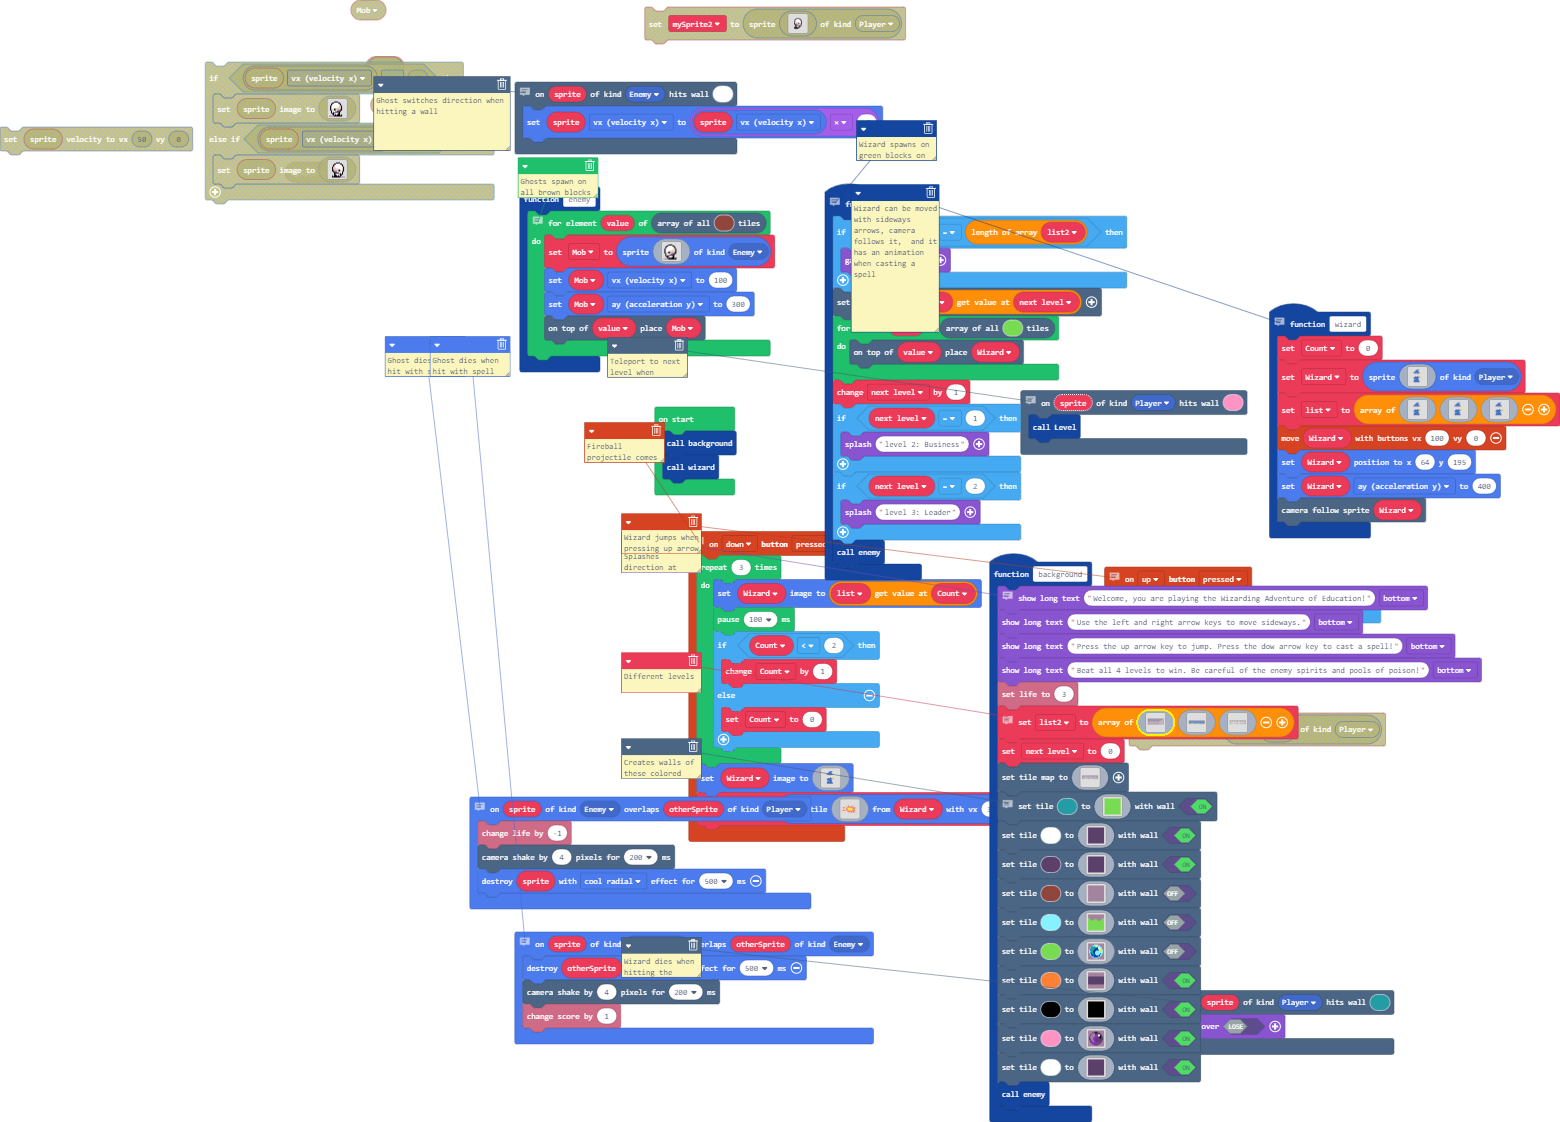 Mob
set mySprite2 to sprite of kind Player
if sprite vx (velocity x)
set sprite image to
else if sprite vx (velocity x)
set sprite image to
set sprite velocity to vx 50 vy 0
Ghost switches direction when
hitting a wall
on sprite of kind Enemy hits wall
set sprite vx (velocity x) to sprite vx (velocity x) ×
Wizard spawns on
green blocks on
Ghosts spawn on
all brown blocks
function enemy
for element value of array of all tiles
do
set Mob to sprite of kind Enemy
set Mob vx (velocity x) to 100
set Mob ay (acceleration y) to 300
on top of value place Mob
Wizard can be moved
with sideways
arrows, camera
follows it, and it
has an animation
when casting a
spell
if = length of array list2 then
set get value at next level
for array of all tiles
do
on top of value place Wizard
change next level by 1
if next level = 1 then
splash "level 2: Business"
if next level = 2 then
splash "level 3: Leader"
call enemy
Ghost dies
hit with
Ghost dies when
hit with spell
Teleport to next
level when
on sprite of kind Player hits wall
call Level
function wizard
set Count to 0
set Wizard to sprite of kind Player
set list to array of
move Wizard with buttons vx 100 vy 0
set Wizard position to x 64 y 195
set Wizard ay (acceleration y) to 400
camera follow sprite Wizard
on start
call background
call wizard
Fireball
projectile comes
Wizard jumps when
pressing up arrow
Splashes
direction at
on down button pressed
repeat 3 times
do
set Wizard image to list get value at Count
pause 100 ms
if Count < 2 then
change Count by 1
else
set Count to 0
set Wizard image to
tile from Wizard with vx
Different levels
Creates walls of
these colored
on up button pressed
function background
show long text "Welcome, you are playing the Wizarding Adventure of Education!" bottom
show long text "Use the left and right arrow keys to move sideways." bottom
show long text "Press the up arrow key to jump. Press the dow arrow key to cast a spell!" bottom
show long text "Beat all 4 levels to win. Be careful of the enemy spirits and pools of poison!" bottom
set life to 3
set list2 to array of
of kind Player
set next level to 0
set tile map to
set tile to with wall ON
set tile to with wall ON
set tile to with wall ON
set tile to with wall OFF
set tile to with wall OFF
set tile to with wall OFF
set tile to with wall ON
set tile to with wall ON
set tile to with wall ON
set tile to with wall ON
call enemy
on sprite of kind Enemy overlaps otherSprite of kind Player
change life by -1
camera shake by 4 pixels for 200 ms
destroy sprite with cool radial effect for 500 ms
on sprite of kind overlaps otherSprite of kind Enemy
destroy otherSprite effect for 500 ms
camera shake by 4 pixels for 200 ms
change score by 1
Wizard dies when
hitting the
sprite of kind Player hits wall
over LOSE